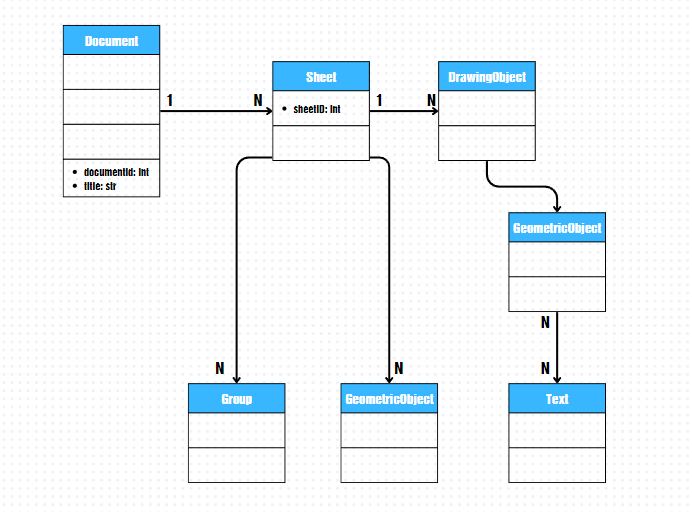 Document
documentId: int
title: str
1
N
Sheet
sheetID: int
1
N
DrawingObject
GeometricObject
N
N
Text
N
Group
N
GeometricObject